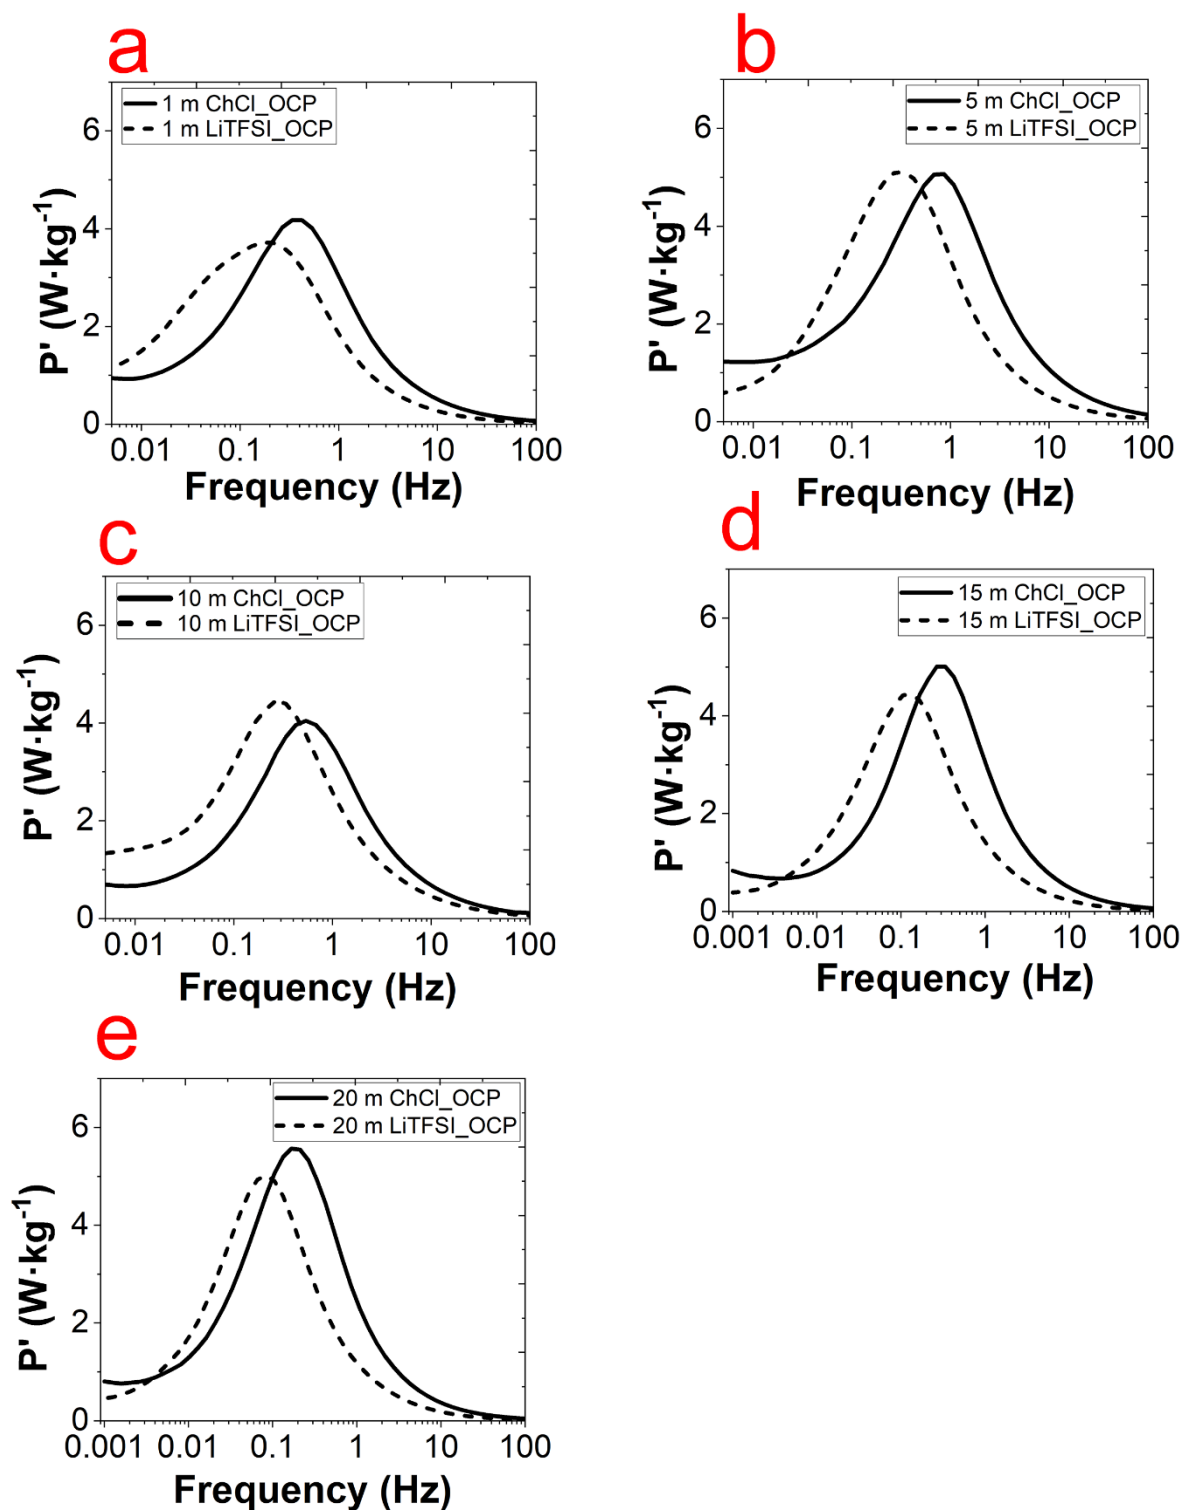 a
1 m ChCl_OCP
1 m LiTFSI_OCP
6
4
2
0
P' (W·kg⁻¹)
0.01 0.1 1 10 100
Frequency (Hz)
b
5 m ChCl_OCP
5 m LiTFSI_OCP
6
4
2
0
P' (W·kg⁻¹)
0.01 0.1 1 10 100
Frequency (Hz)
c
10 m ChCl_OCP
10 m LiTFSI_OCP
6
4
2
0
P' (W·kg⁻¹)
0.01 0.1 1 10 100
Frequency (Hz)
d
15 m ChCl_OCP
15 m LiTFSI_OCP
6
4
2
0
P' (W·kg⁻¹)
0.001 0.01 0.1 1 10 100
Frequency (Hz)
e
20 m ChCl_OCP
20 m LiTFSI_OCP
6
4
2
0
P' (W·kg⁻¹)
0.001 0.01 0.1 1 10 100
Frequency (Hz)